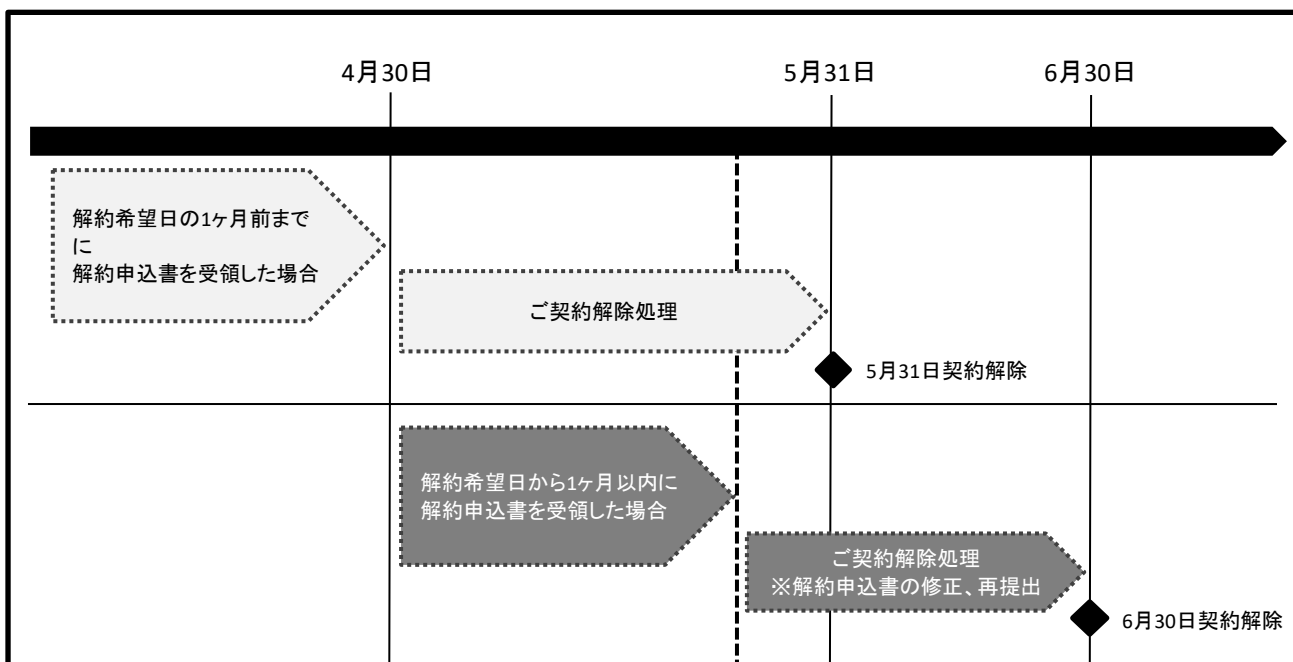 4月30日
5月31日
6月30日
解約希望日の1ヶ月前まで
に
解約申込書を受領した場合
ご契約解除処理
5月31日契約解除
解約希望日から1ヶ月以内に
解約申込書を受領した場合
ご契約解除処理
※解約申込書の修正、再提出
6月30日契約解除